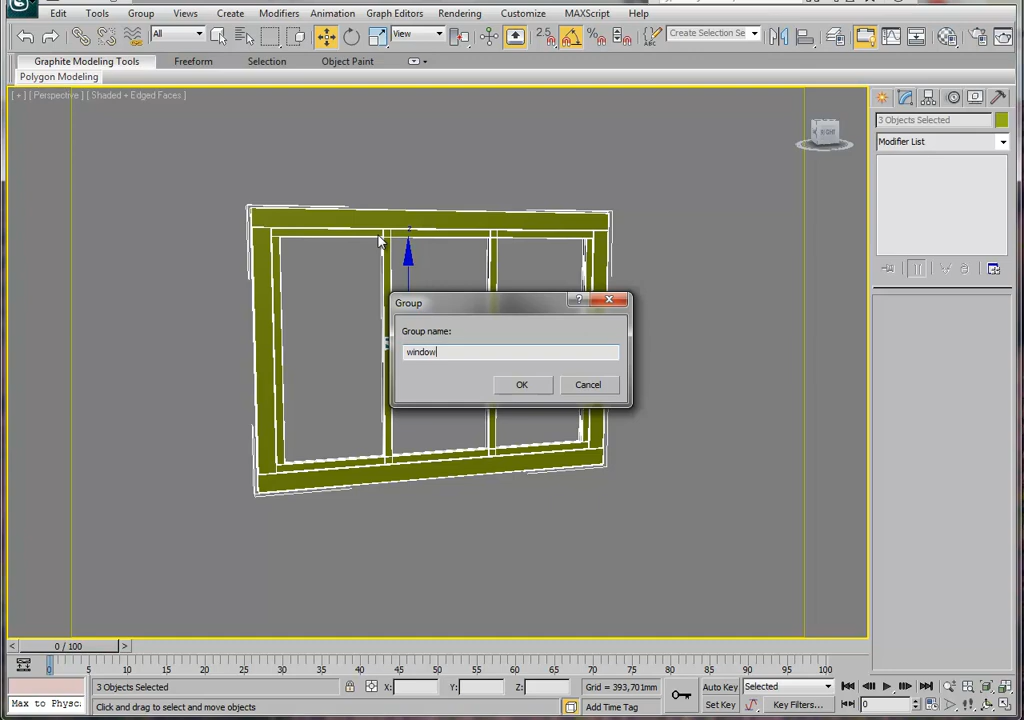 Edit Tools Group Views Create Modifiers Animation Graph Editors Rendering Customize MAXScript Help
All View 2.5 Create Selection Se
Graphite Modeling Tools Freeform Selection Object Paint
Polygon Modeling
[ + ] [ Perspective ] [ Shaded + Edged Faces ]
3 Objects Selected
Modifier List
RIGHT
z
Group
Group name:
window
OK Cancel
< 0 / 100 >
0 5 10 15 20 25 30 35 40 45 50 55 60 65 70 75 80 85 90 95 100
3 Objects Selected X: Y: Z: Grid = 393,701mm Auto Key Selected
Max to Physc Click and drag to select and move objects Add Time Tag Set Key Key Filters... 0